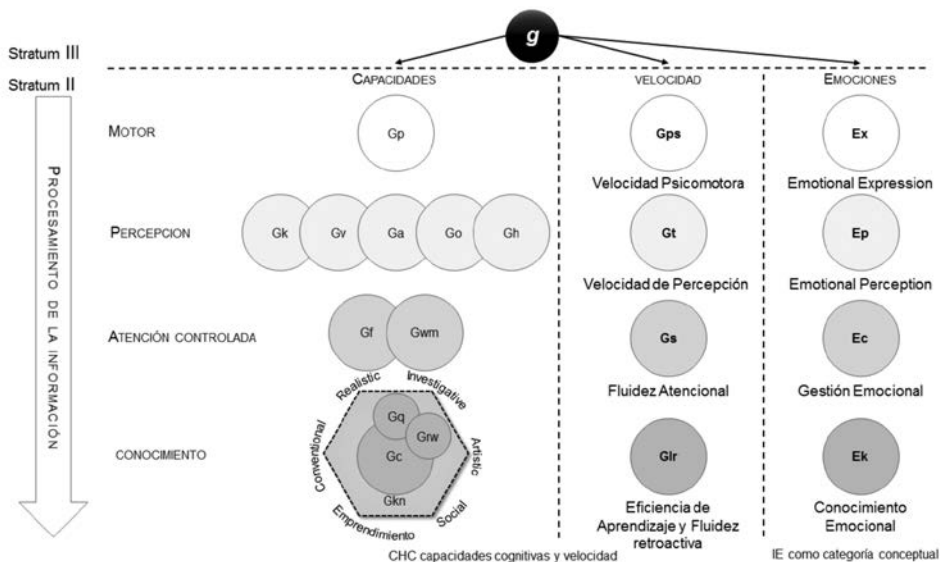 g
Stratum III
Stratum II
CAPACIDADES
VELOCIDAD
EMOCIONES
PROCESAMIENTO DE LA INFORMACIÓN
MOTOR
Gp
Gps
Ex
Velocidad Psicomotora
Emotional Expression
PERCEPCION
Gk
Gv
Ga
Go
Gh
Gt
Ep
Velocidad de Percepción
Emotional Perception
ATENCIÓN CONTROLADA
Gf
Gwm
Gs
Ec
Fluidez Atencional
Gestión Emocional
CONOCIMIENTO
Realistic
Investigative
Conventional
Artistic
Emprendimiento
Social
Gq
Grw
Gc
Gkn
Glr
Ek
Eficiencia de
Aprendizaje y Fluidez
retroactiva
Conocimiento
Emocional
CHC capacidades cognitivas y velocidad
IE como categoría conceptual